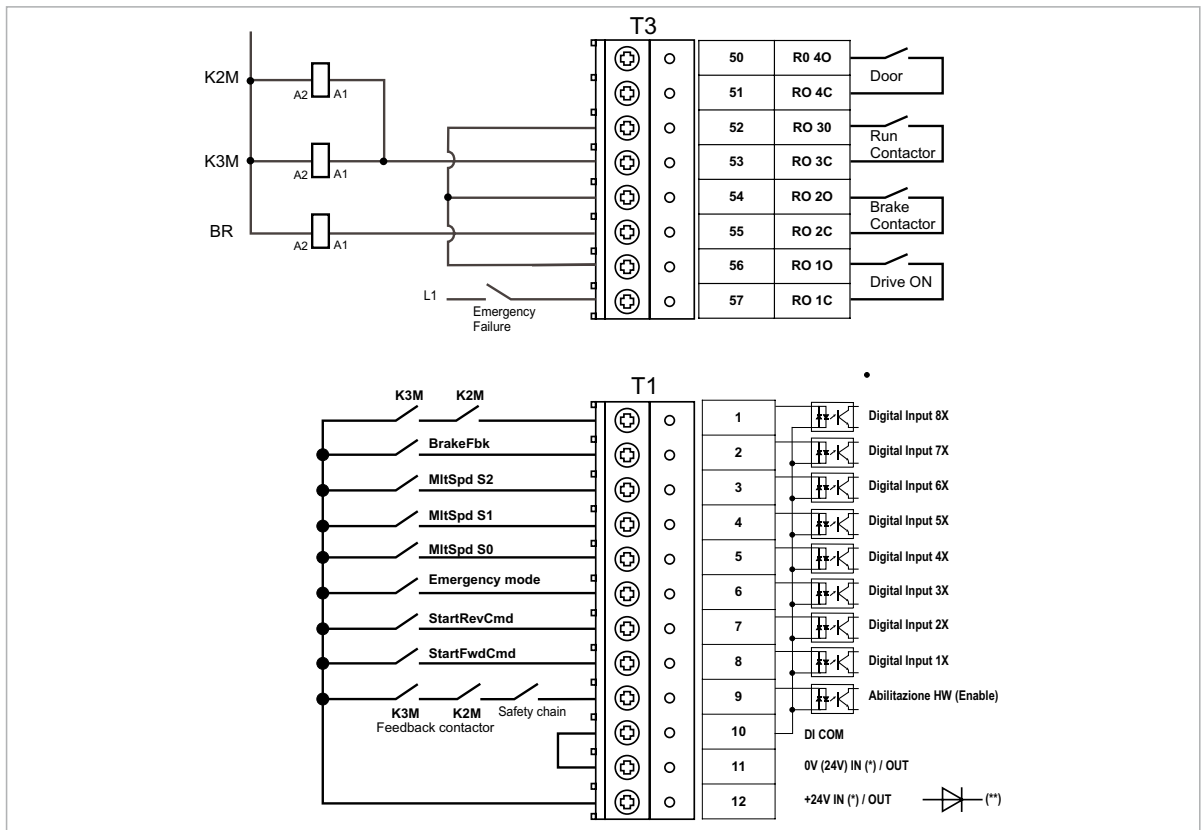 T3
K2M
A2 A1
K3M
A2 A1
BR
A2 A1
L1
Emergency
Failure
50 R0 4O
51 RO 4C
Door
52 RO 30
53 RO 3C
Run
Contactor
54 RO 2O
55 RO 2C
Brake
Contactor
56 RO 1O
57 RO 1C
Drive ON
T1
K3M K2M
1 Digital Input 8X
BrakeFbk
2 Digital Input 7X
MltSpd S2
3 Digital Input 6X
MltSpd S1
4 Digital Input 5X
MltSpd S0
5 Digital Input 4X
Emergency mode
6 Digital Input 3X
StartRevCmd
7 Digital Input 2X
StartFwdCmd
8 Digital Input 1X
K3M K2M Safety chain
Feedback contactor
9 Abilitazione HW (Enable)
10 DI COM
11 0V (24V) IN (*) / OUT
12 +24V IN (*) / OUT (**)